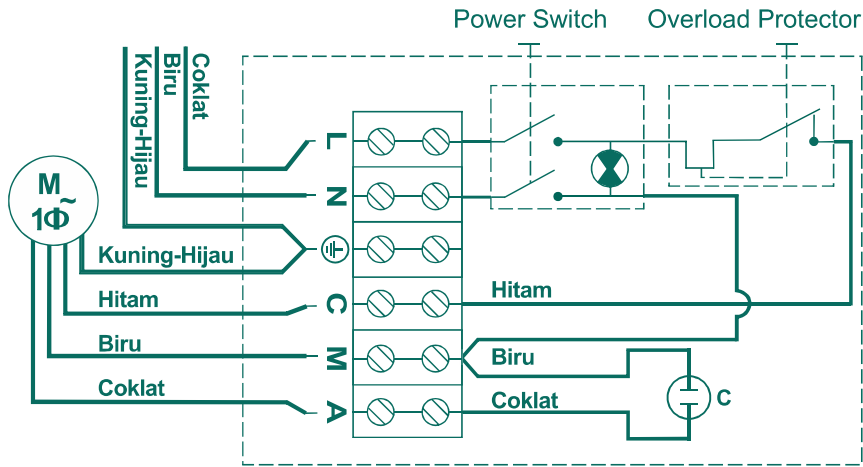 Power Switch
Overload Protector
Coklat
Biru
Kuning-Hijau
L
N
M
1Φ~
Kuning-Hijau
Hitam
C
Hitam
Biru
M
Biru
Coklat
A
Coklat
C